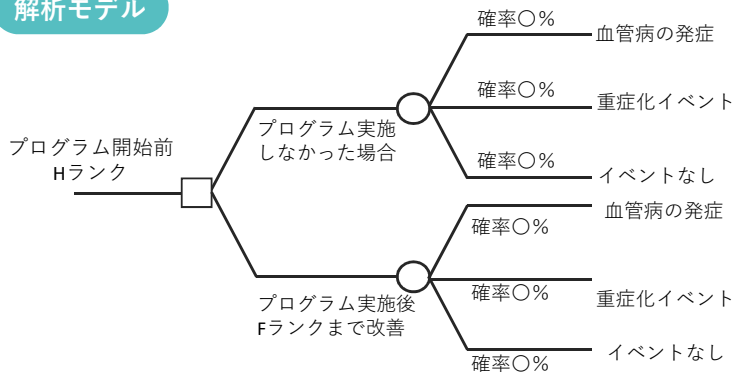 解析モデル
確率〇%
血管病の発症
確率〇%
重症化イベント
プログラム実施
しなかった場合
プログラム開始前
Hランク
確率〇%
イベントなし
血管病の発症
確率〇%
プログラム実施後
Fランクまで改善
確率〇%
重症化イベント
イベントなし
確率〇%